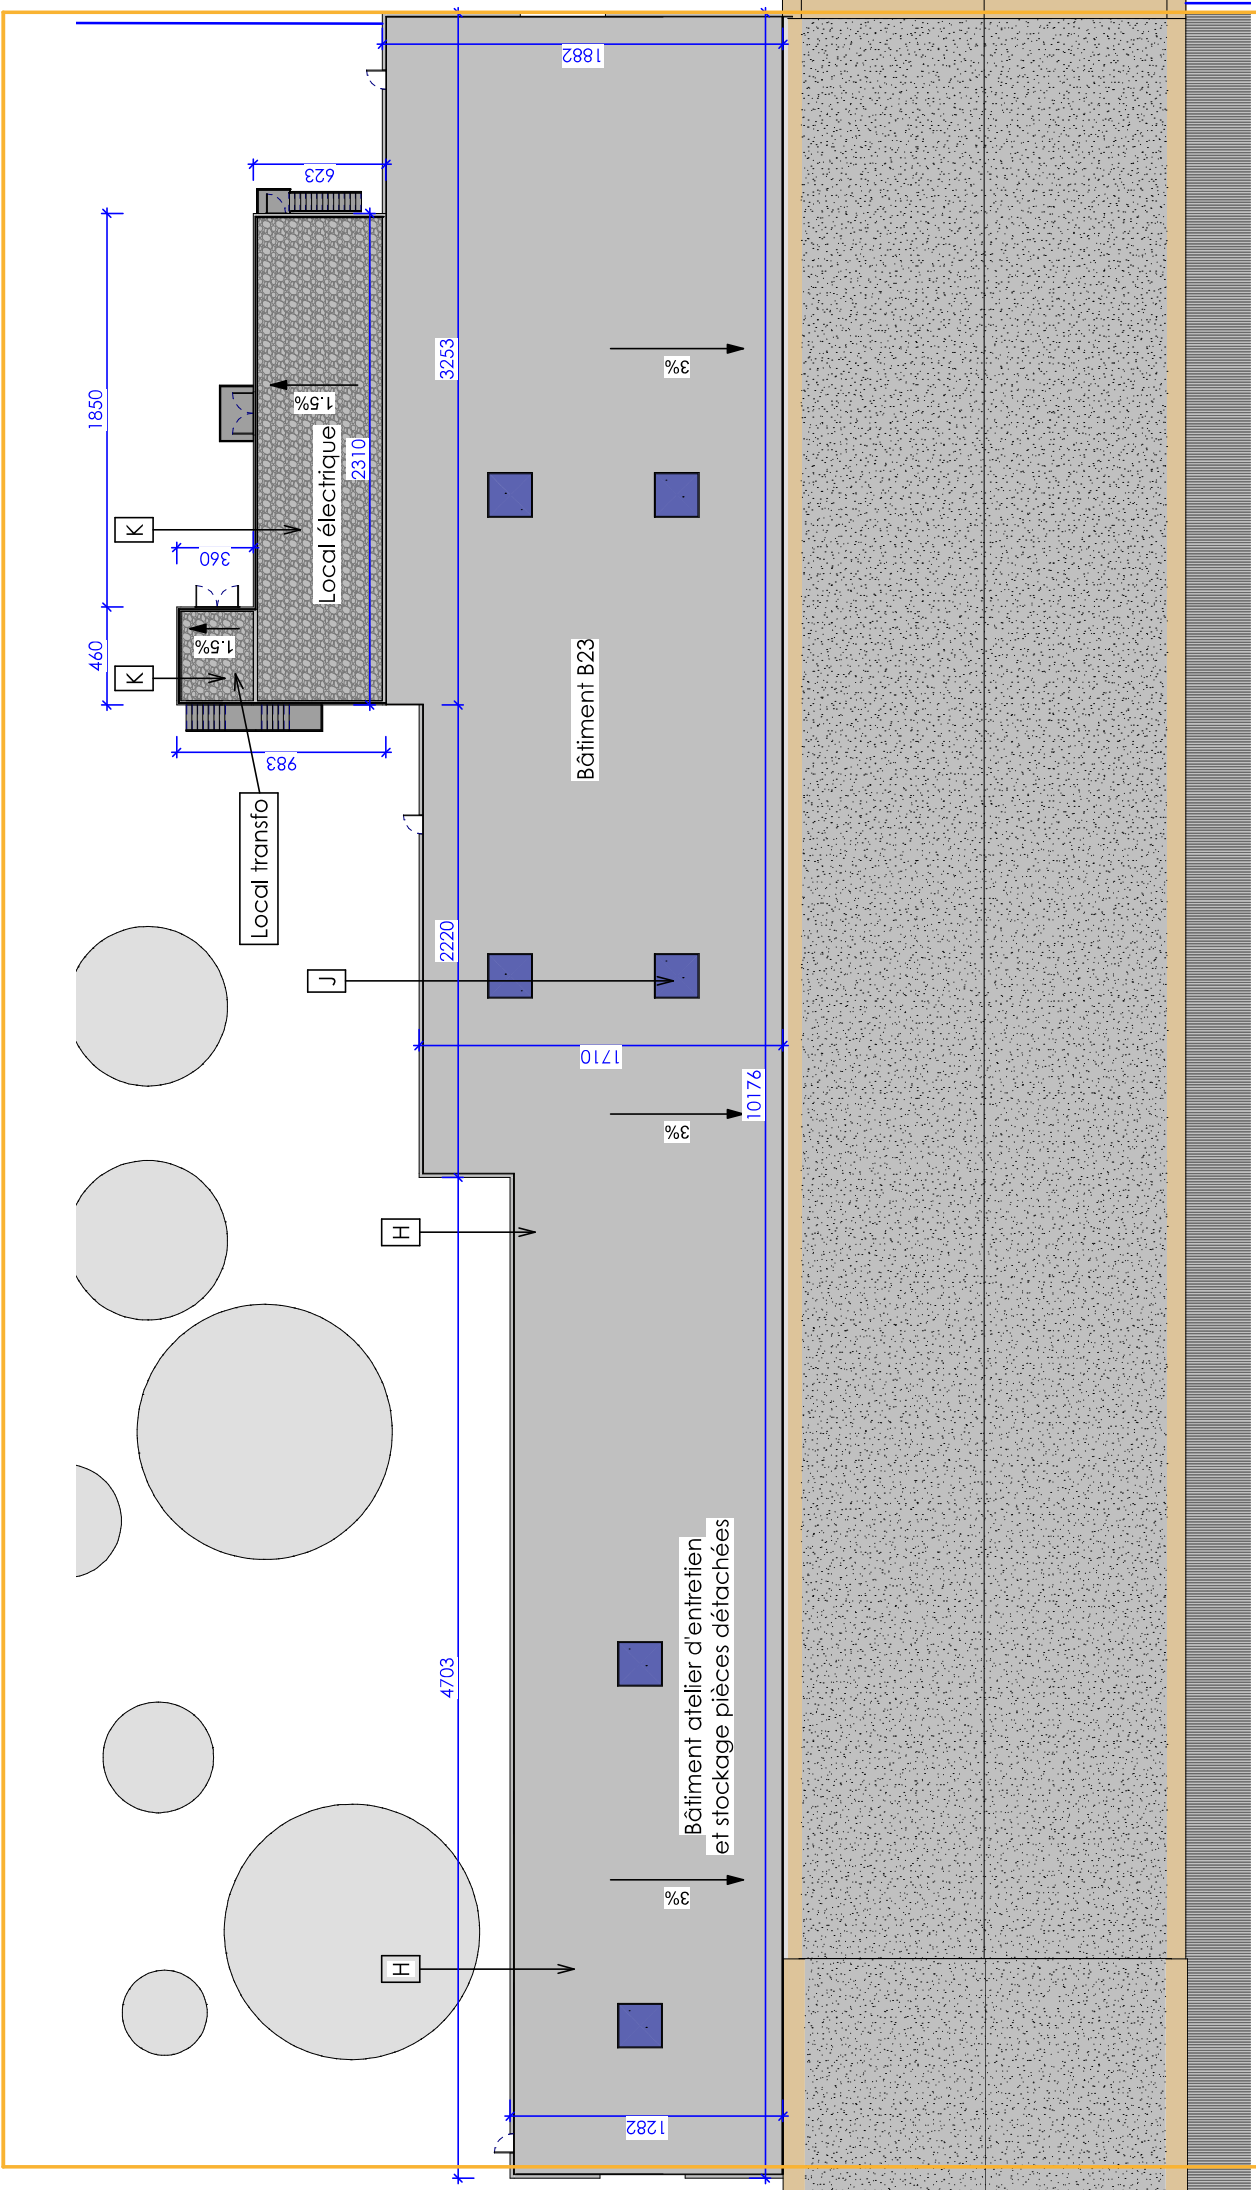 1882
623
1850
3253
3%
1.5%
2310
Local électrique
K
360
460
1.5%
K
983
Bâtiment B23
Local transfo
2220
J
1710
10176
3%
H
4703
Bâtiment atelier d'entretien
et stockage pièces détachées
3%
H
1282